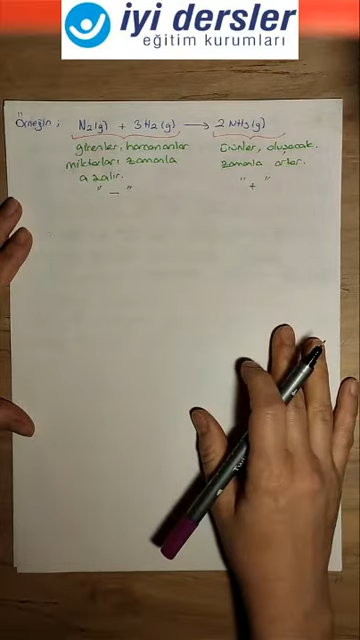 iyi dersler
eğitim kurumları
Örneğin; N₂(g) + 3H₂(g) → 2NH₃(g)
girenler, harcananlar
miktarları zamanla
azalır.
" − "
Ürünler, oluşacak.
zamanla artar.
" + "